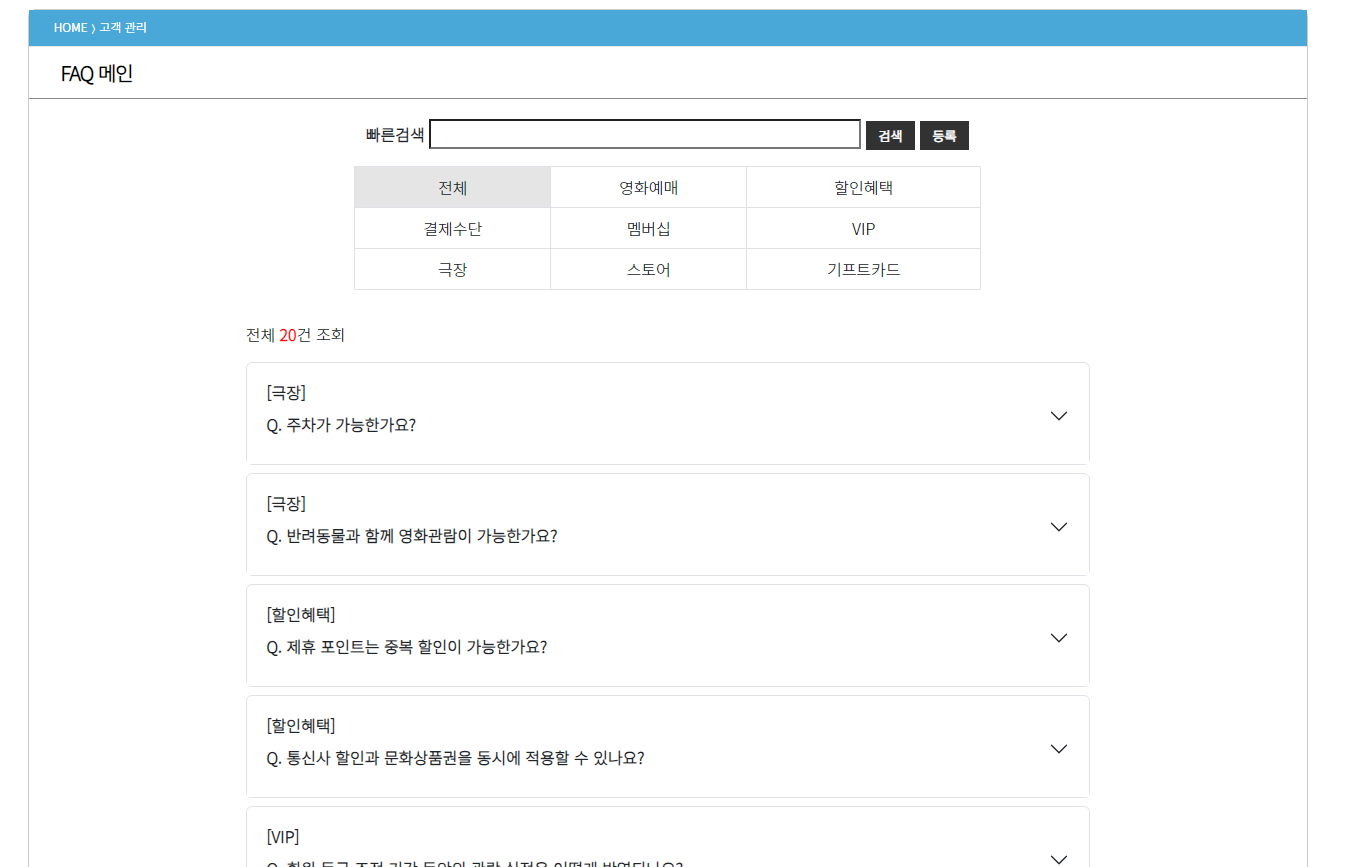 HOME 〉 고객 관리
FAQ 메인
빠른검색 검색 등록
전체 영화예매 할인혜택
결제수단 멤버십 VIP
극장 스토어 기프트카드
전체 20건 조회
[극장]
Q. 주차가 가능한가요?
[극장]
Q. 반려동물과 함께 영화관람이 가능한가요?
[할인혜택]
Q. 제휴 포인트는 중복 할인이 가능한가요?
[할인혜택]
Q. 통신사 할인과 문화상품권을 동시에 적용할 수 있나요?
[VIP]